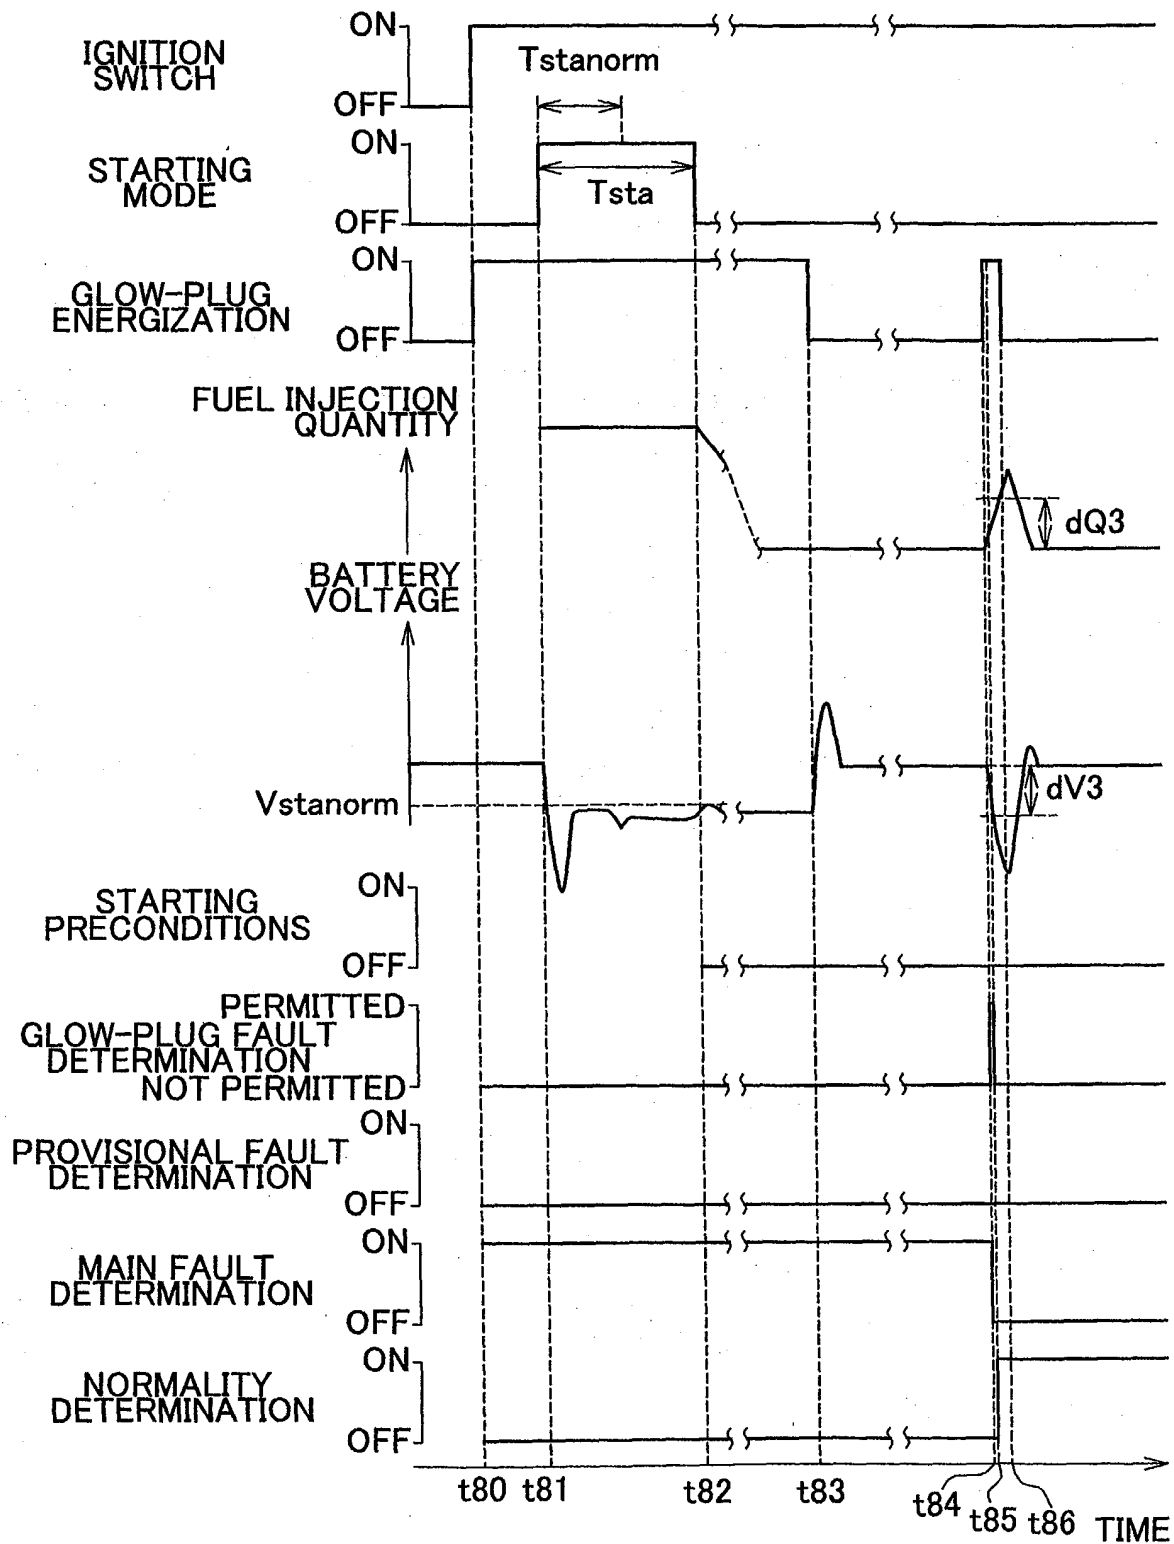 ON
IGNITION
SWITCH
OFF
Tstanorm
ON
STARTING
MODE
OFF
Tsta
ON
GLOW-PLUG
ENERGIZATION
OFF
FUEL INJECTION
QUANTITY
dQ3
BATTERY
VOLTAGE
Vstanorm
dV3
ON
STARTING
PRECONDITIONS
OFF
PERMITTED
GLOW-PLUG FAULT
DETERMINATION
NOT PERMITTED
ON
PROVISIONAL FAULT
DETERMINATION
OFF
ON
MAIN FAULT
DETERMINATION
OFF
ON
NORMALITY
DETERMINATION
OFF
t80 t81 t82 t83 t84 t85 t86 TIME